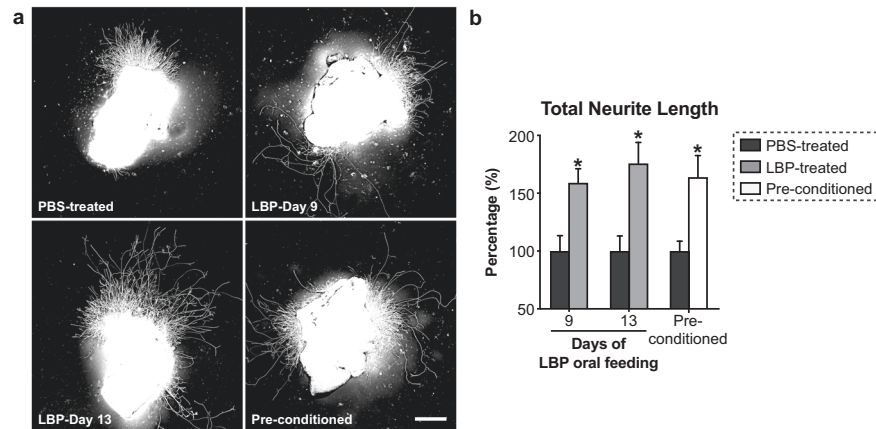 a
PBS-treated
LBP-Day 9
LBP-Day 13
Pre-conditioned
b
Total Neurite Length
Percentage (%)
200
150
100
50
*
*
*
9
13
Pre-
conditioned
Days of
LBP oral feeding
PBS-treated
LBP-treated
Pre-conditioned